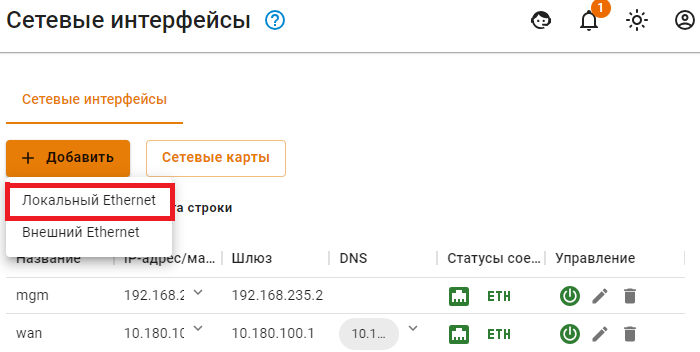 Сетевые интерфейсы
1
Сетевые интерфейсы
+ Добавить
Сетевые карты
Локальный Ethernet
та строки
Внешний Ethernet
Название IP-адрес/ма... Шлюз DNS Статусы сое... Управление
mgm 192.168.2 192.168.235.2 ETH
wan 10.180.10 10.180.100.1 10.1... ETH